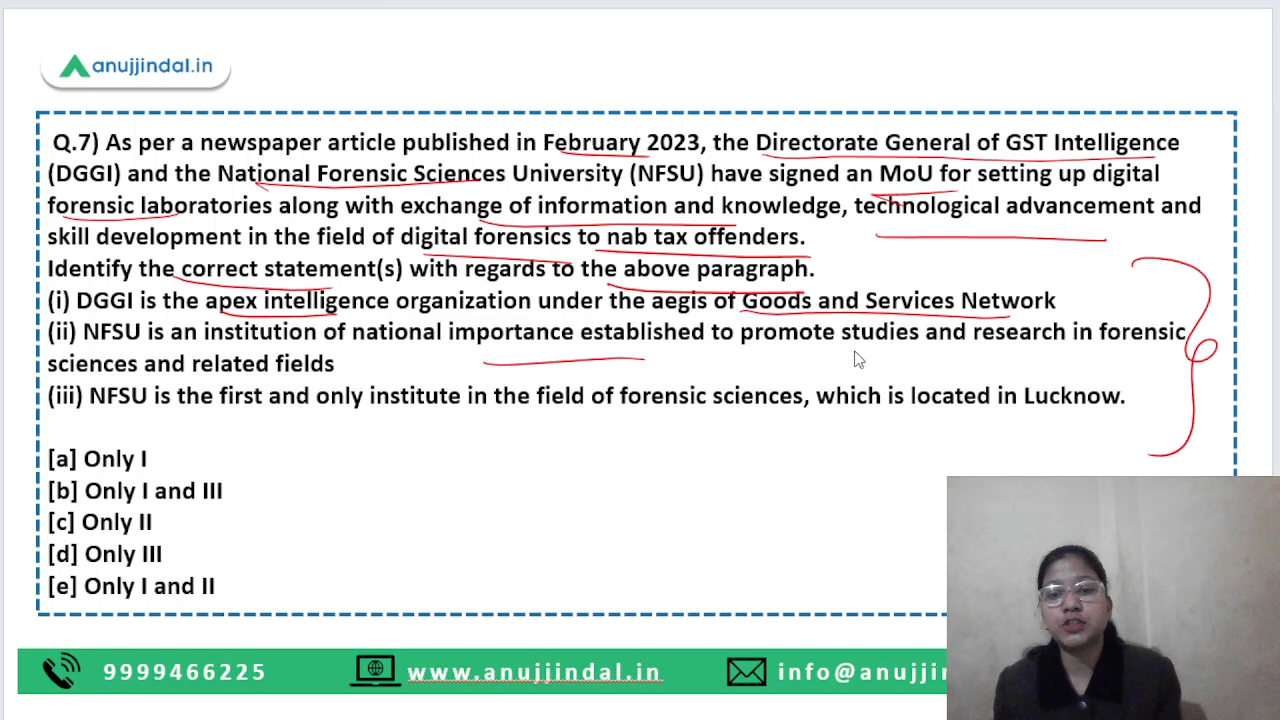 anujjindal.in
Q.7) As per a newspaper article published in February 2023, the Directorate General of GST Intelligence
(DGGI) and the National Forensic Sciences University (NFSU) have signed an MoU for setting up digital
forensic laboratories along with exchange of information and knowledge, technological advancement and
skill development in the field of digital forensics to nab tax offenders.
Identify the correct statement(s) with regards to the above paragraph.
(i) DGGI is the apex intelligence organization under the aegis of Goods and Services Network
(ii) NFSU is an institution of national importance established to promote studies and research in forensic
sciences and related fields
(iii) NFSU is the first and only institute in the field of forensic sciences, which is located in Lucknow.
[a] Only I
[b] Only I and III
[c] Only II
[d] Only III
[e] Only I and II
9999466225 www.anujjindal.in info@anujjin